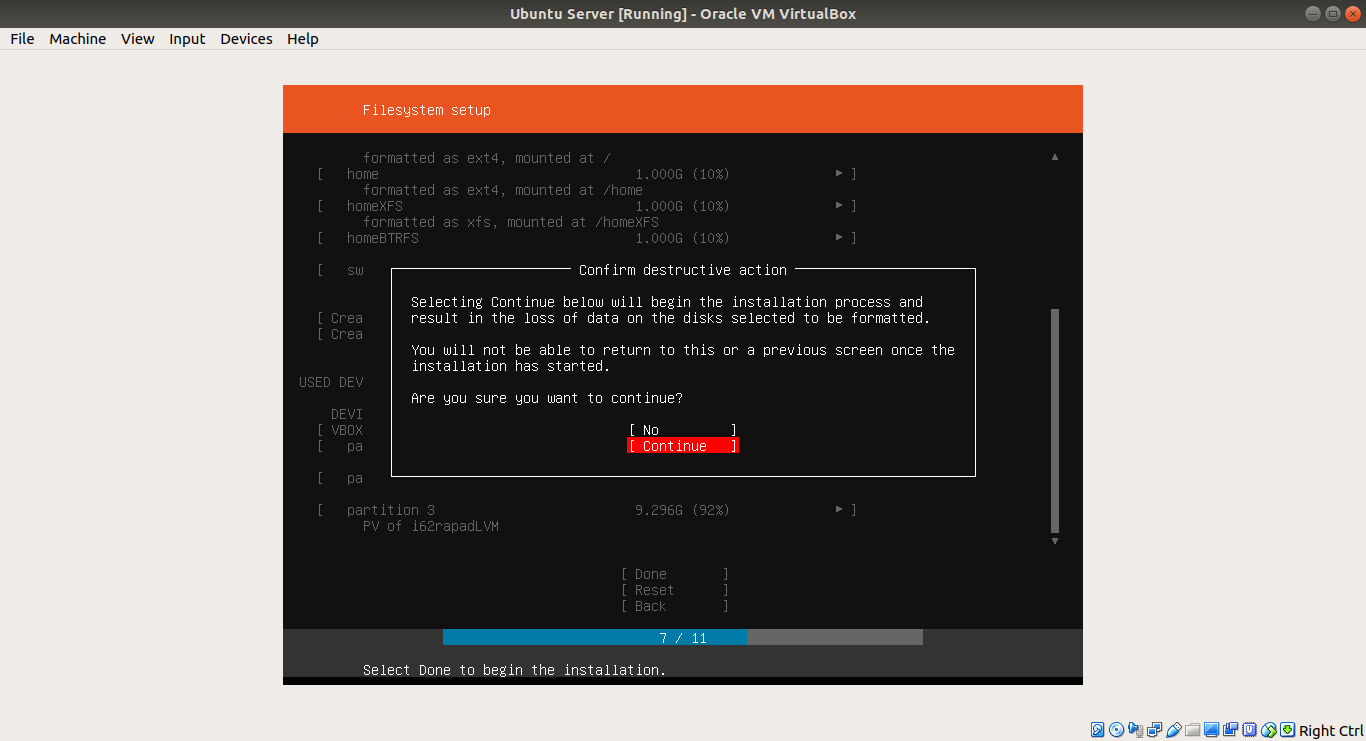 Ubuntu Server [Running] - Oracle VM VirtualBox
File Machine View Input Devices Help
Filesystem setup
formatted as ext4, mounted at /
[ home 1.000G (10%) ▸ ]
formatted as ext4, mounted at /home
[ homeXFS 1.000G (10%) ▸ ]
formatted as xfs, mounted at /homeXFS
[ homeBTRFS 1.000G (10%) ▸ ]
[ sw
[ Crea
[ Crea
USED DEV
DEVI
[ VBOX
[ pa
[ pa
Confirm destructive action
Selecting Continue below will begin the installation process and
result in the loss of data on the disks selected to be formatted.
You will not be able to return to this or a previous screen once the
installation has started.
Are you sure you want to continue?
[ No ]
[ Continue ]
[ partition 3 9.296G (92%) ▸ ]
PV of i62rapadLVM
[ Done ]
[ Reset ]
[ Back ]
7 / 11
Select Done to begin the installation.
Right Ctrl